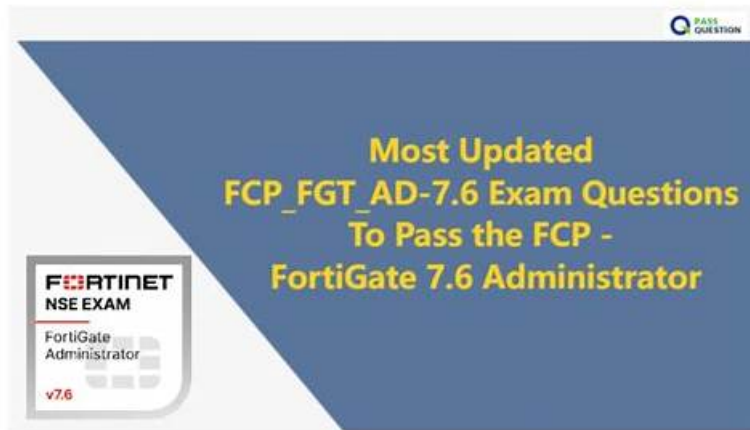 PASS
QUESTION
Most Updated
FCP_FGT_AD-7.6 Exam Questions
To Pass the FCP -
FortiGate 7.6 Administrator
FORTINET
NSE EXAM
FortiGate
Administrator
v7.6